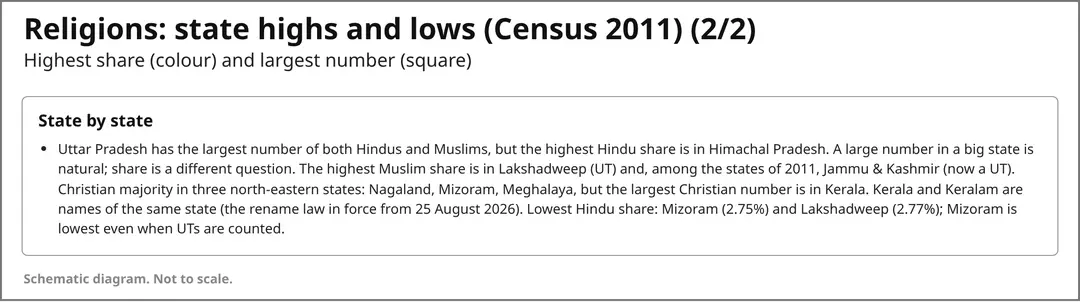 Religions: state highs and lows (Census 2011) (2/2)
Highest share (colour) and largest number (square)
State by state
• Uttar Pradesh has the largest number of both Hindus and Muslims, but the highest Hindu share is in Himachal Pradesh. A large number in a big state is
natural; share is a different question. The highest Muslim share is in Lakshadweep (UT) and, among the states of 2011, Jammu & Kashmir (now a UT).
Christian majority in three north-eastern states: Nagaland, Mizoram, Meghalaya, but the largest Christian number is in Kerala. Kerala and Keralam are
names of the same state (the rename law in force from 25 August 2026). Lowest Hindu share: Mizoram (2.75%) and Lakshadweep (2.77%); Mizoram is
lowest even when UTs are counted.
Schematic diagram. Not to scale.